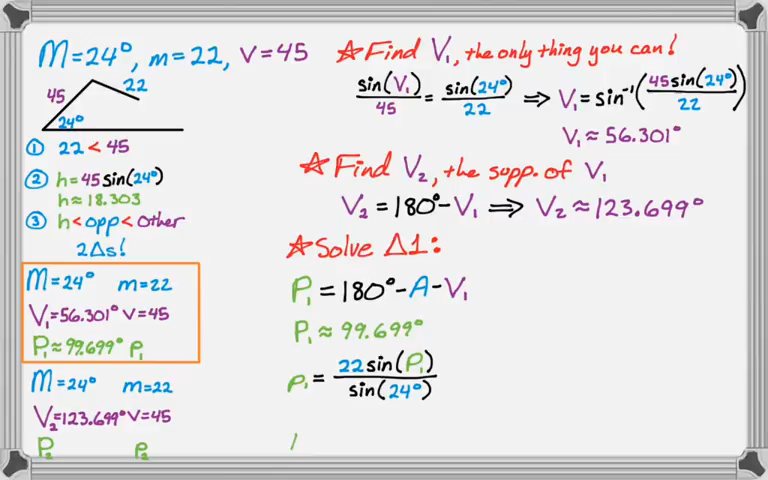 M=24°, m=22, V=45
45
22
24°
① 22 < 45
② h=45sin(24°)
h≈18.303
③ h<opp<other
2Δs!
M=24° m=22
V₁=56.301° v=45
P₁≈99.699° p₁
M=24° m=22
V₂=123.699° v=45
P₂ p₂
☆Find V₁, the only thing you can!
sin(V₁)/45 = sin(24°)/22 ⇒ V₁=sin⁻¹(45sin(24°)/22)
V₁≈56.301°
☆Find V₂, the supp. of V₁
V₂=180°-V₁ ⇒ V₂≈123.699°
☆Solve Δ1:
P₁=180°-A-V₁
P₁≈99.699°
p₁=22sin(P₁)/sin(24°)